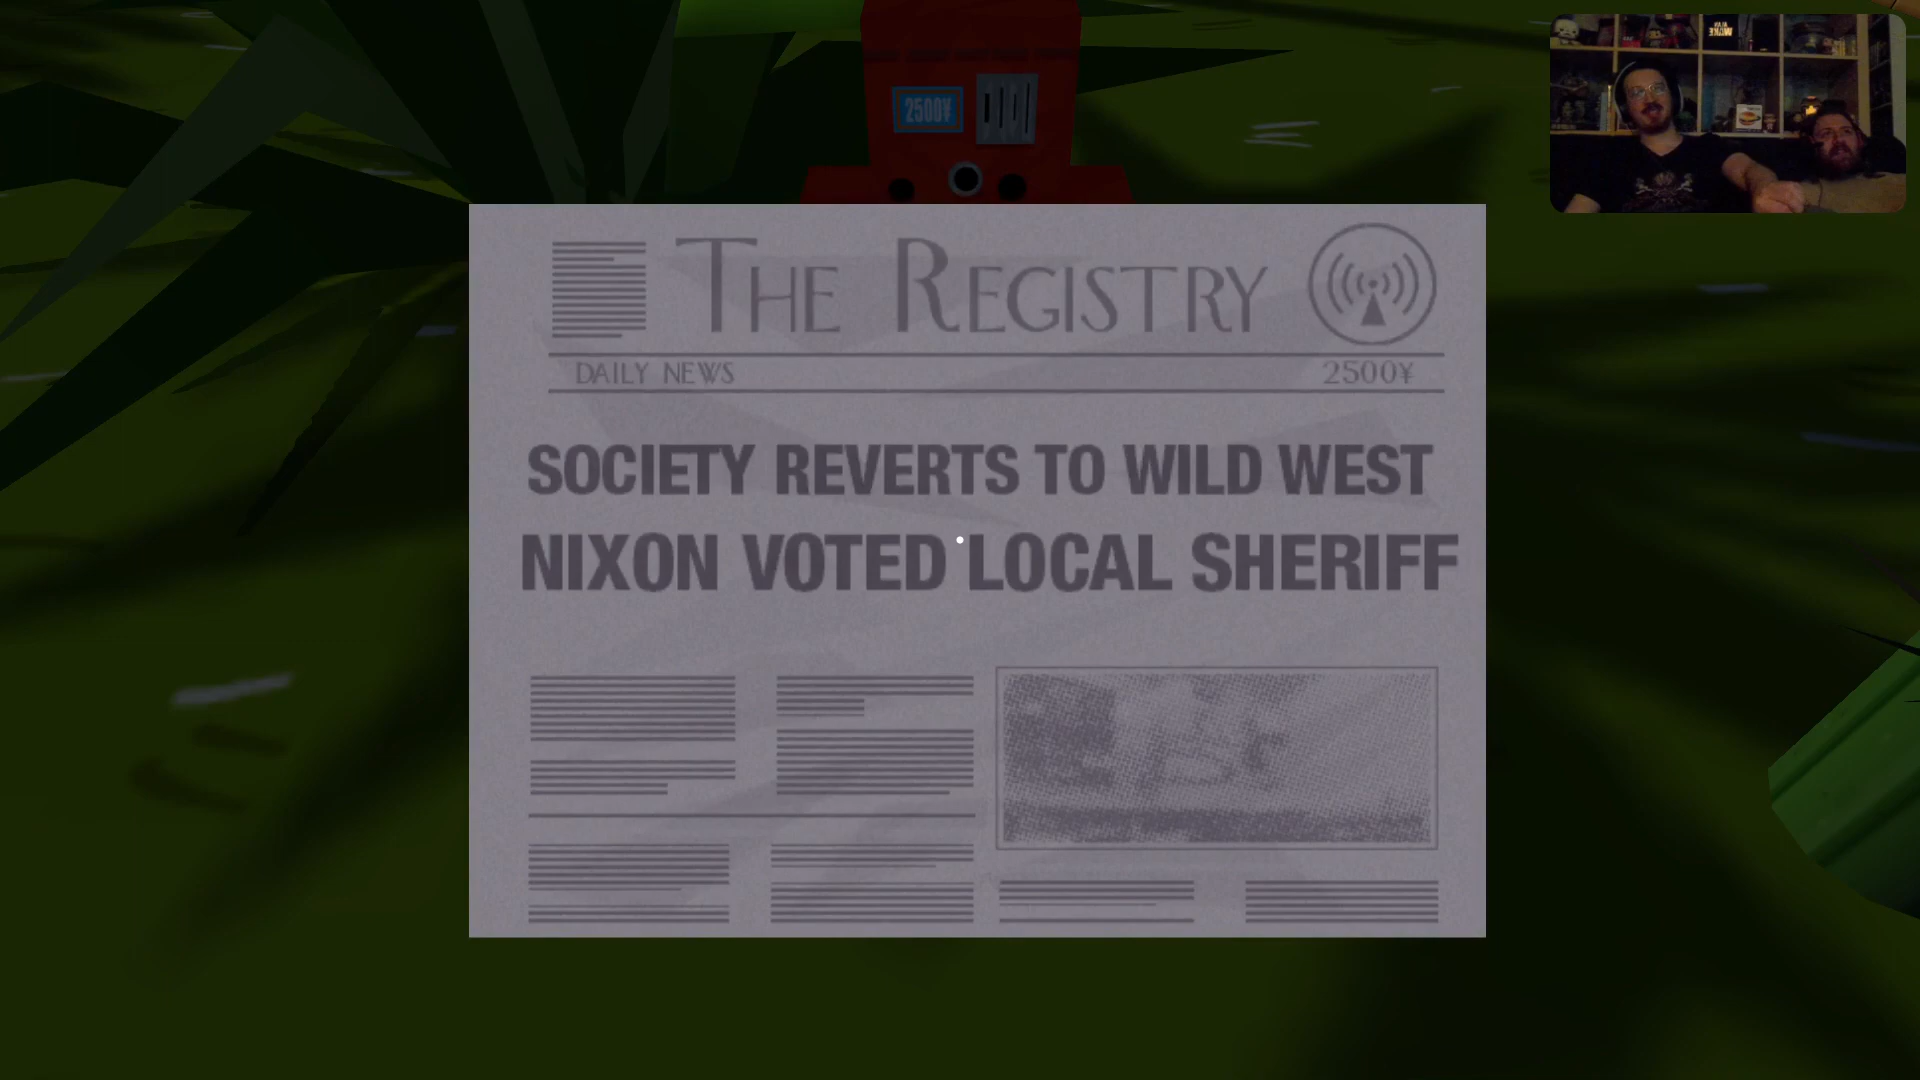 2500¥
THE REGISTRY
DAILY NEWS 2500¥
SOCIETY REVERTS TO WILD WEST
NIXON VOTED LOCAL SHERIFF